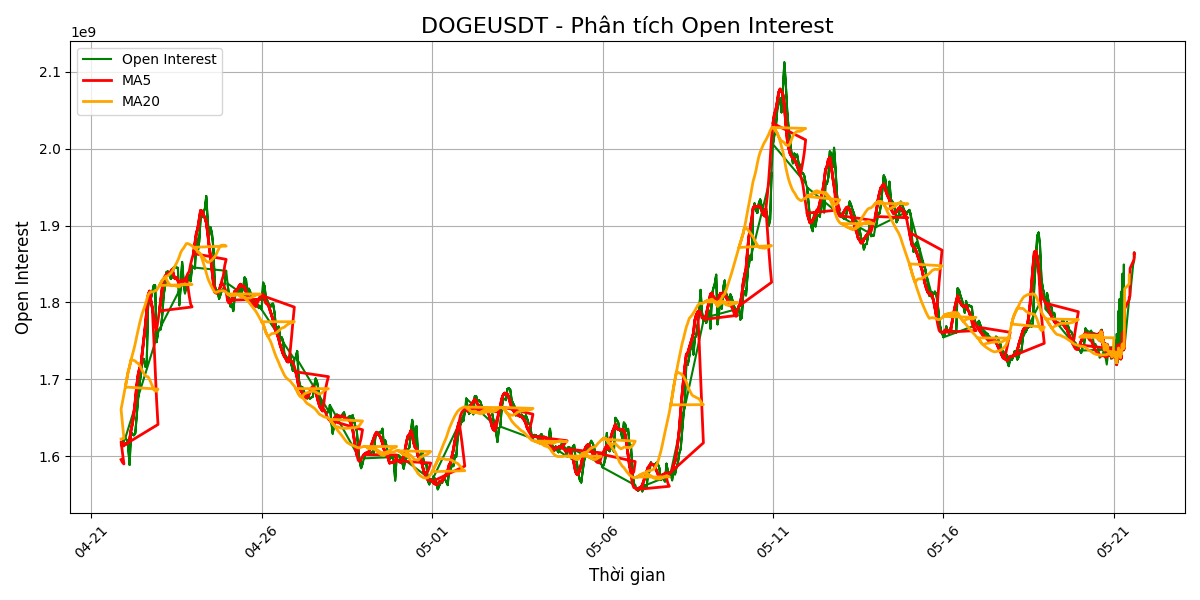 DOGEUSDT - Phân tích Open Interest
1e9
Open Interest
MA5
MA20
2.1
2.0
1.9
1.8
1.7
1.6
Open Interest
04-21
04-26
05-01
05-06
05-11
05-16
05-21
Thời gian